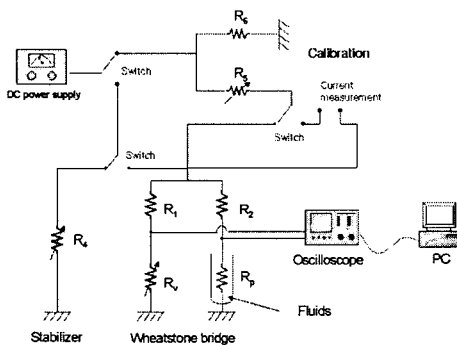 R₆
Calibration
DC power supply
Switch
R₅
Current
measurement
Switch
Switch
R₁
R₂
R₄
Oscilloscope
PC
Rᵥ
Rₚ
Fluids
Stabilizer
Wheatstone bridge